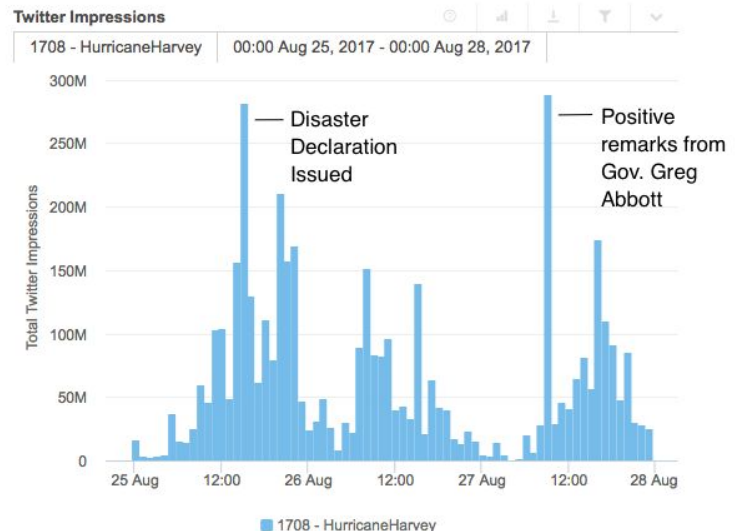 Twitter Impressions
1708 - HurricaneHarvey
00:00 Aug 25, 2017 - 00:00 Aug 28, 2017
300M
250M
200M
150M
100M
50M
0
Total Twitter Impressions
Disaster
Declaration
Issued
Positive
remarks from
Gov. Greg
Abbott
25 Aug
12:00
26 Aug
12:00
27 Aug
12:00
28 Aug
1708 - HurricaneHarvey